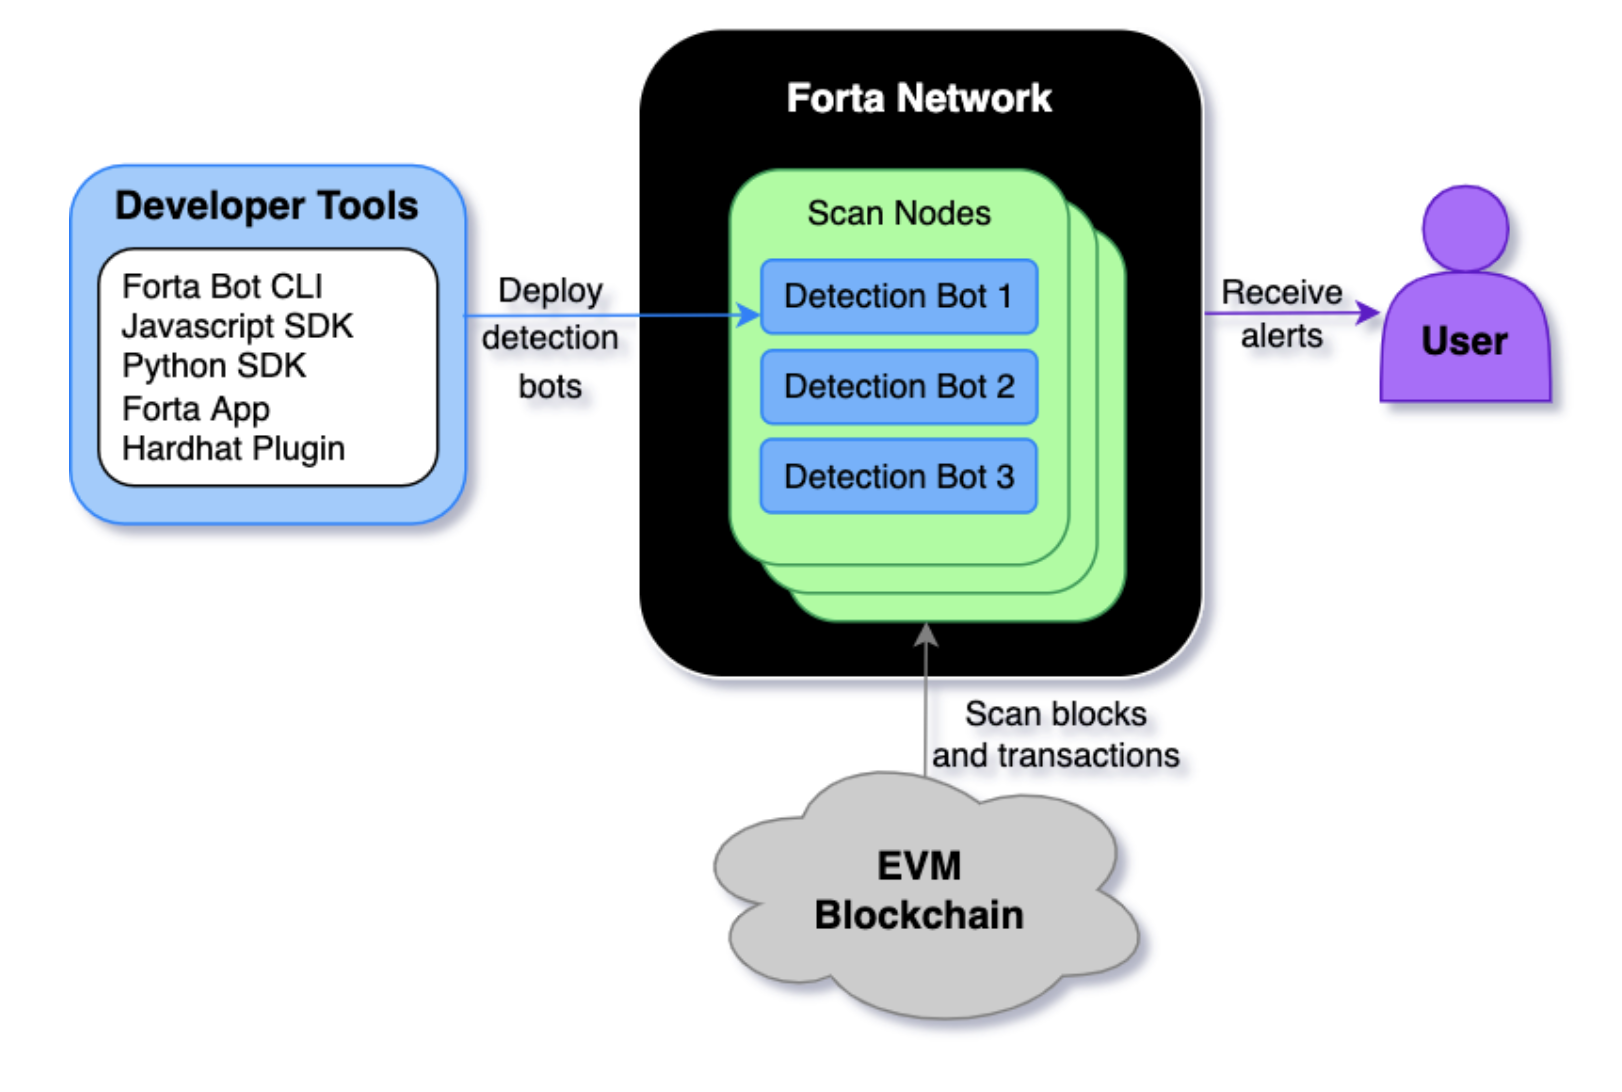 Forta Network
Developer Tools
Forta Bot CLI
Javascript SDK
Python SDK
Forta App
Hardhat Plugin
Deploy
detection
bots
Scan Nodes
Detection Bot 1
Detection Bot 2
Detection Bot 3
Receive
alerts
User
Scan blocks
and transactions
EVM
Blockchain